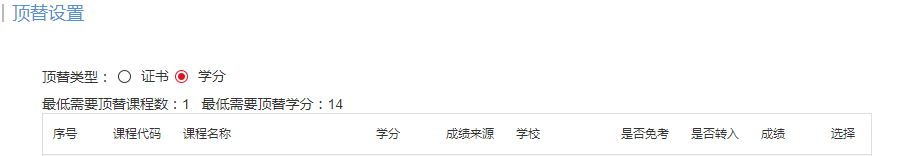 顶替设置
顶替类型： 证书 学分
最低需要顶替课程数：1 最低需要顶替学分：14
序号 课程代码 课程名称 学分 成绩来源 学校 是否免考 是否转入 成绩 选择